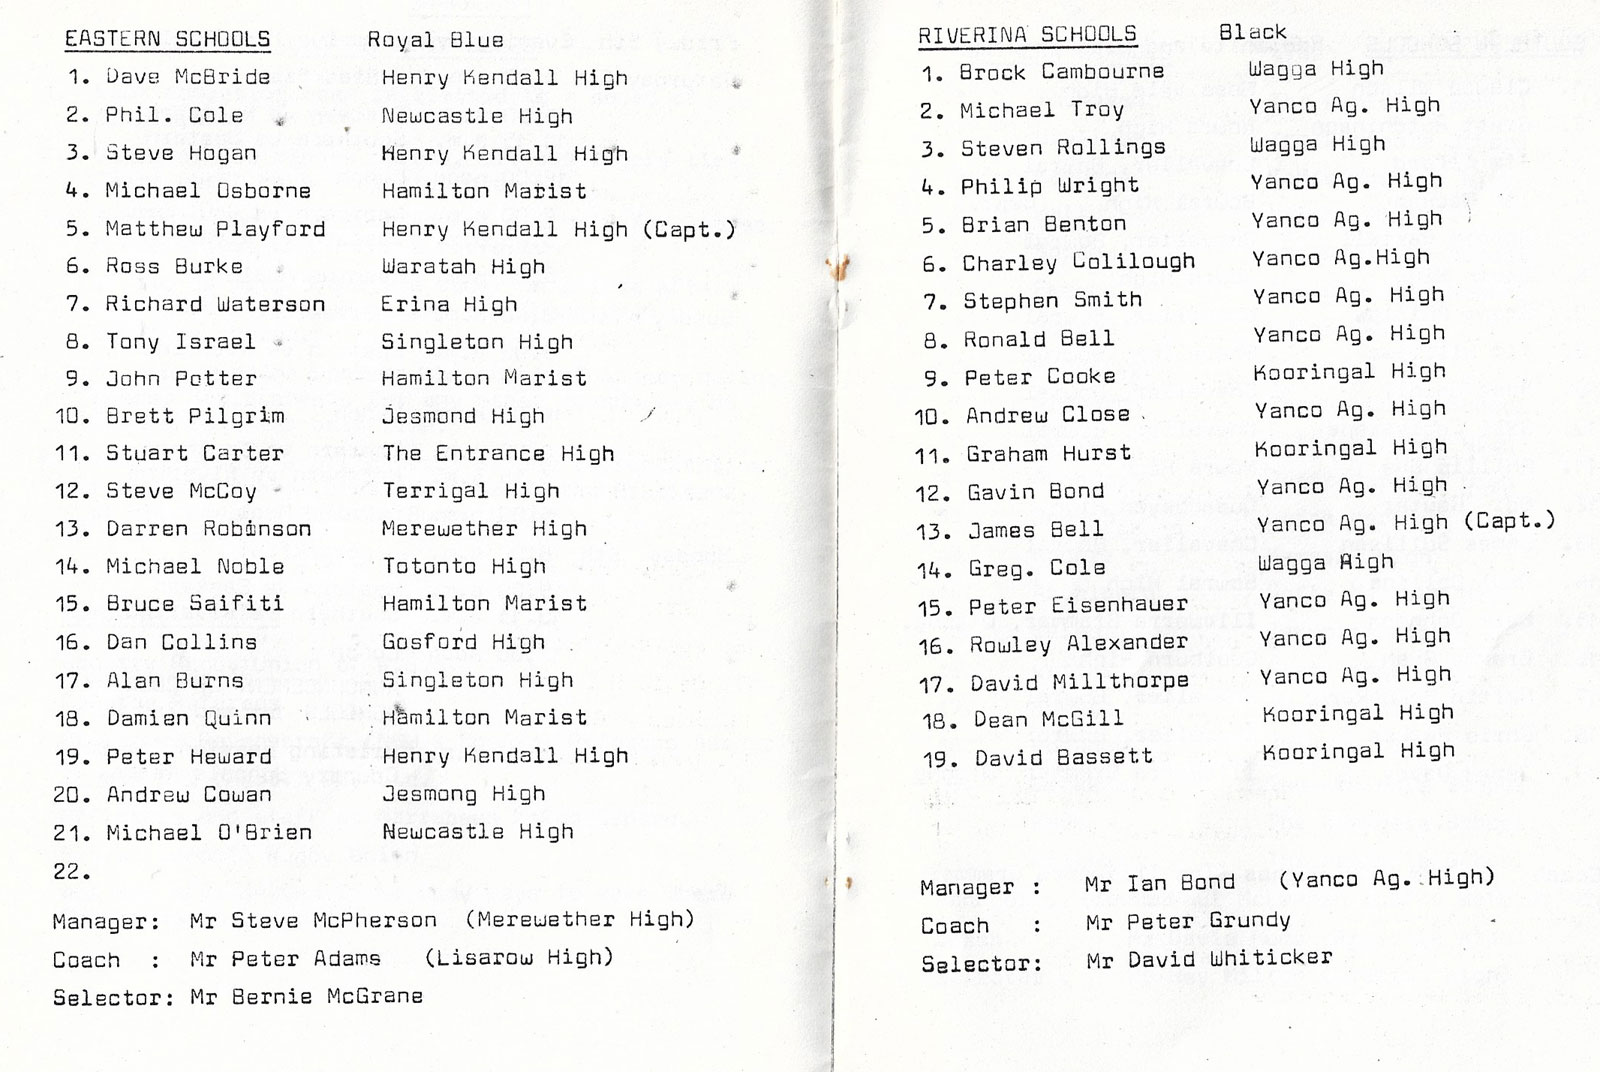 EASTERN SCHOOLS Royal Blue
1. Dave McBride Henry Kendall High
2. Phil. Cole Newcastle High
3. Steve Hogan Henry Kendall High
4. Michael Osborne Hamilton Marist
5. Matthew Playford Henry Kendall High (Capt.)
6. Ross Burke Waratah High
7. Richard Waterson Erina High
8. Tony Israel Singleton High
9. John Potter Hamilton Marist
10. Brett Pilgrim Jesmond High
11. Stuart Carter The Entrance High
12. Steve McCoy Terrigal High
13. Darren Robinson Merewether High
14. Michael Noble Totonto High
15. Bruce Saifiti Hamilton Marist
16. Dan Collins Gosford High
17. Alan Burns Singleton High
18. Damien Quinn Hamilton Marist
19. Peter Heward Henry Kendall High
20. Andrew Cowan Jesmong High
21. Michael O'Brien Newcastle High
22.
Manager: Mr Steve McPherson (Merewether High)
Coach : Mr Peter Adams (Lisarow High)
Selector: Mr Bernie McGrane
RIVERINA SCHOOLS Black
1. Brock Cambourne Wagga High
2. Michael Troy Yanco Ag. High
3. Steven Rollings Wagga High
4. Philip Wright Yanco Ag. High
5. Brian Benton Yanco Ag. High
6. Charley Colilough Yanco Ag.High
7. Stephen Smith Yanco Ag. High
8. Ronald Bell Yanco Ag. High
9. Peter Cooke Kooringal High
10. Andrew Close Yanco Ag. High
11. Graham Hurst Kooringal High
12. Gavin Bond Yanco Ag. High
13. James Bell Yanco Ag. High (Capt.)
14. Greg. Cole Wagga High
15. Peter Eisenhauer Yanco Ag. High
16. Rowley Alexander Yanco Ag. High
17. David Millthorpe Yanco Ag. High
18. Dean McGill Kooringal High
19. David Bassett Kooringal High
Manager : Mr Ian Bond (Yanco Ag. High)
Coach : Mr Peter Grundy
Selector: Mr David Whiticker